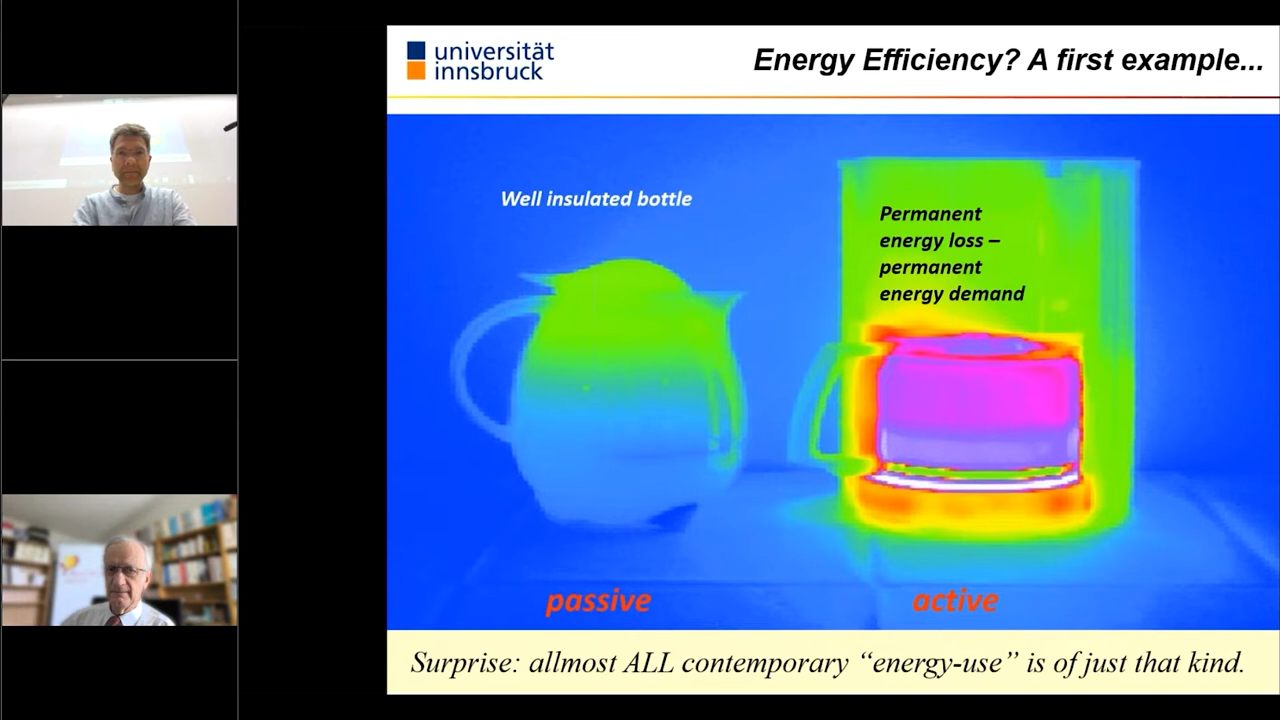 universität
innsbruck
Energy Efficiency? A first example...
Well insulated bottle
Permanent
energy loss –
permanent
energy demand
passive
active
Surprise: allmost ALL contemporary “energy-use” is of just that kind.